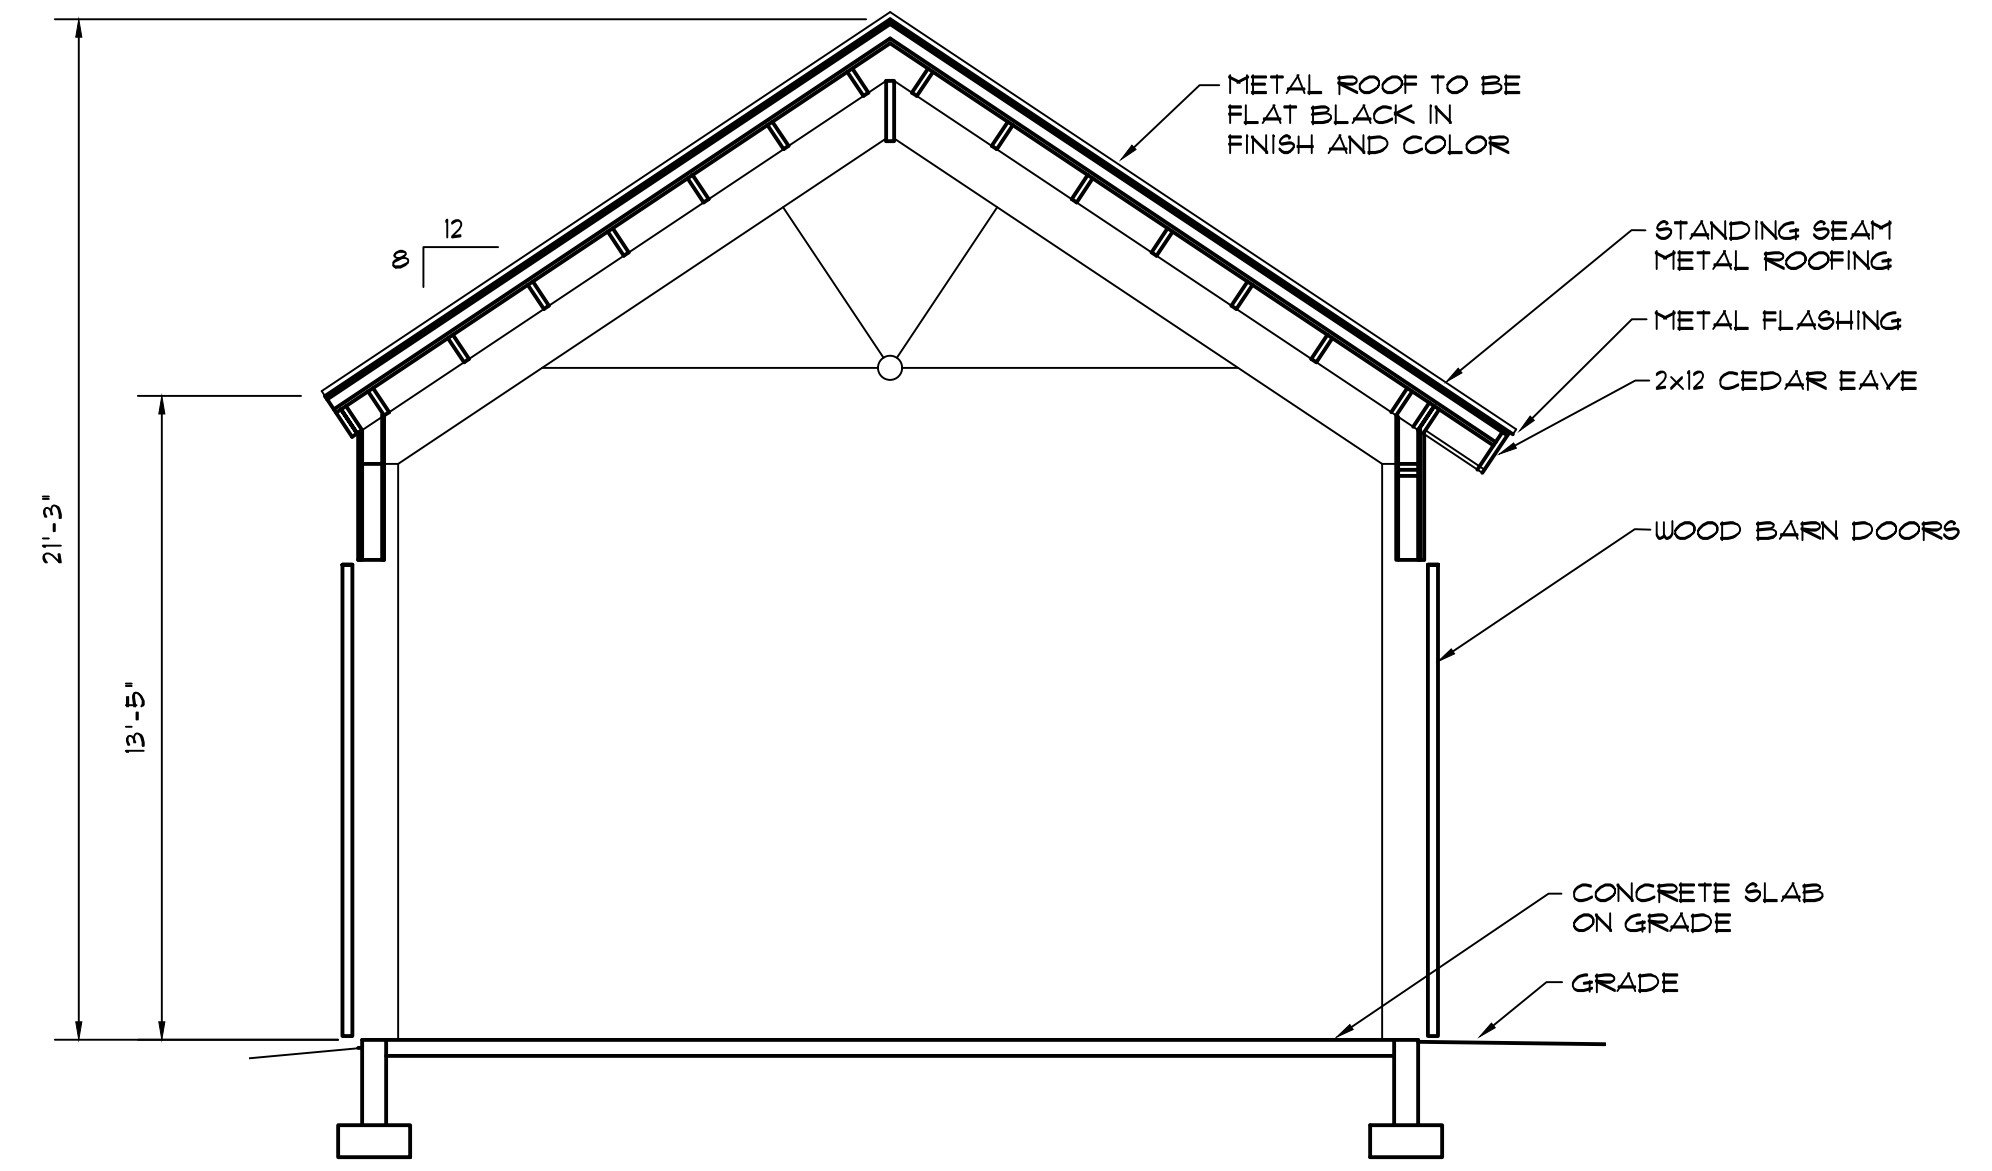 METAL ROOF TO BE
FLAT BLACK IN
FINISH AND COLOR
12
8
STANDING SEAM
METAL ROOFING
METAL FLASHING
2x12 CEDAR EAVE
21'-3"
WOOD BARN DOORS
13'-5"
CONCRETE SLAB
ON GRADE
GRADE